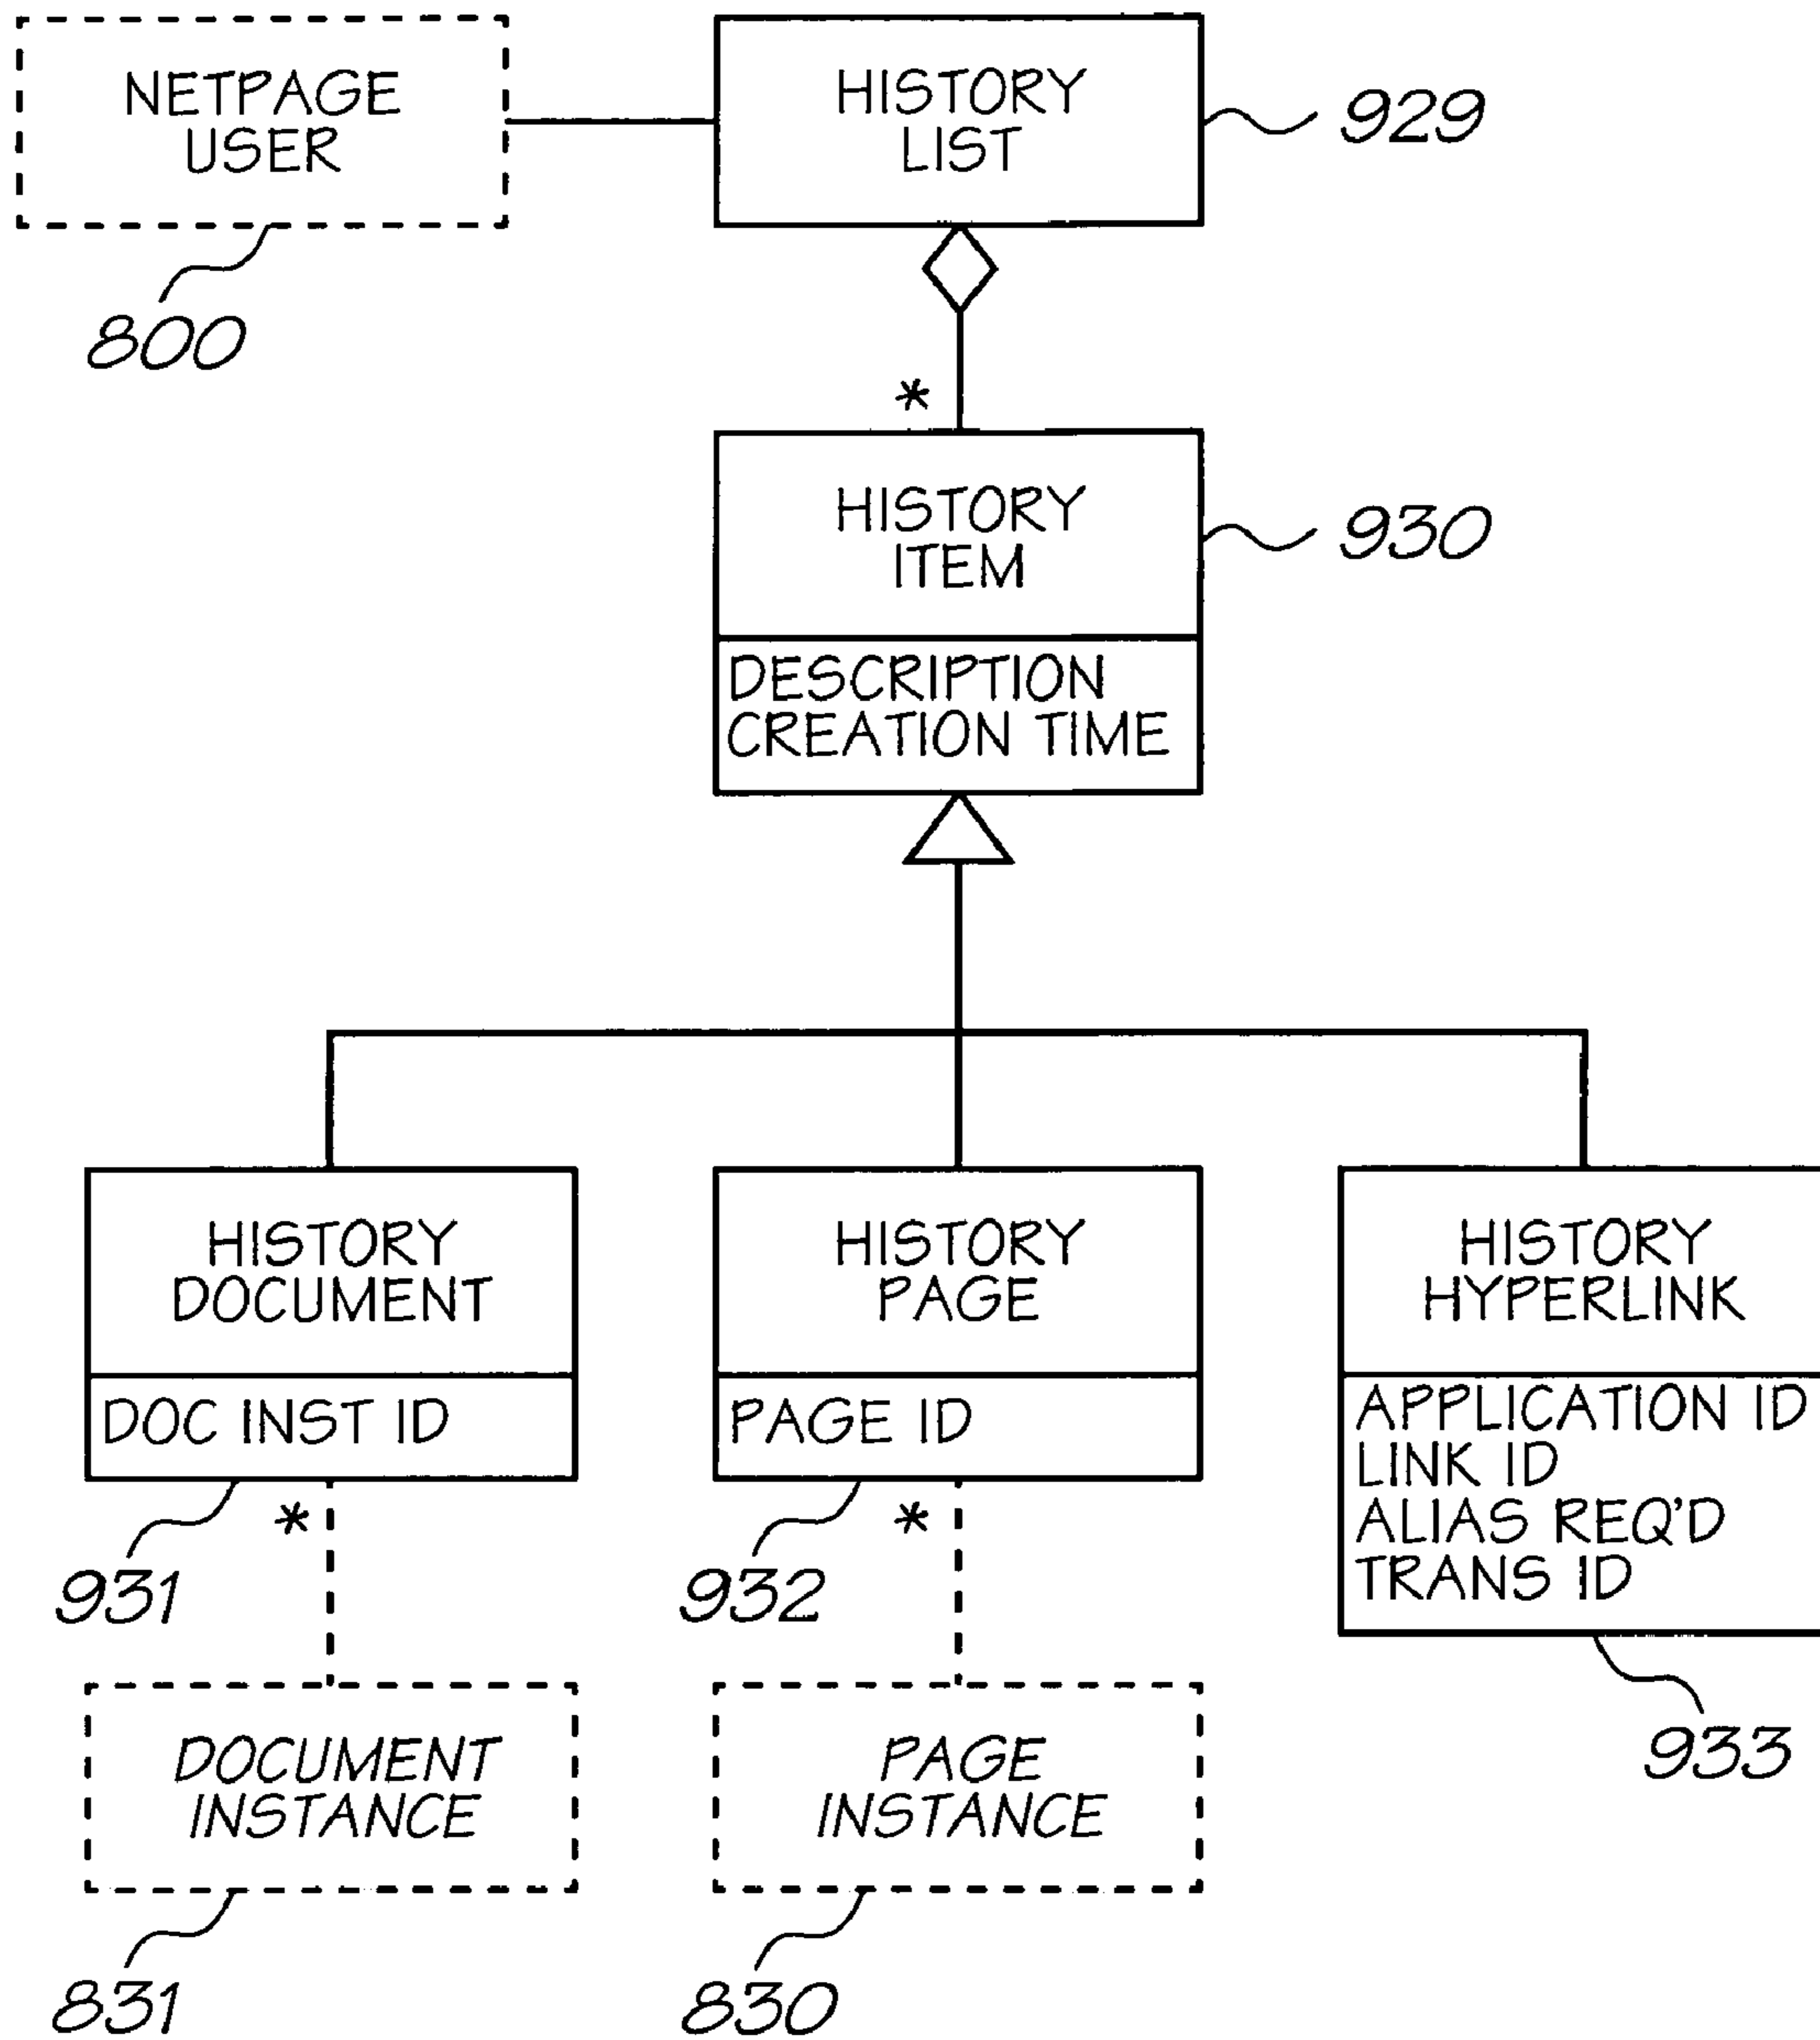 NETPAGE
USER
800
HISTORY
LIST
929
*
HISTORY
ITEM
930
DESCRIPTION
CREATION TIME
HISTORY
DOCUMENT
DOC INST ID
931
*
HISTORY
PAGE
PAGE ID
932
*
HISTORY
HYPERLINK
APPLICATION ID
LINK ID
ALIAS REQ'D
TRANS ID
933
DOCUMENT
INSTANCE
831
PAGE
INSTANCE
830